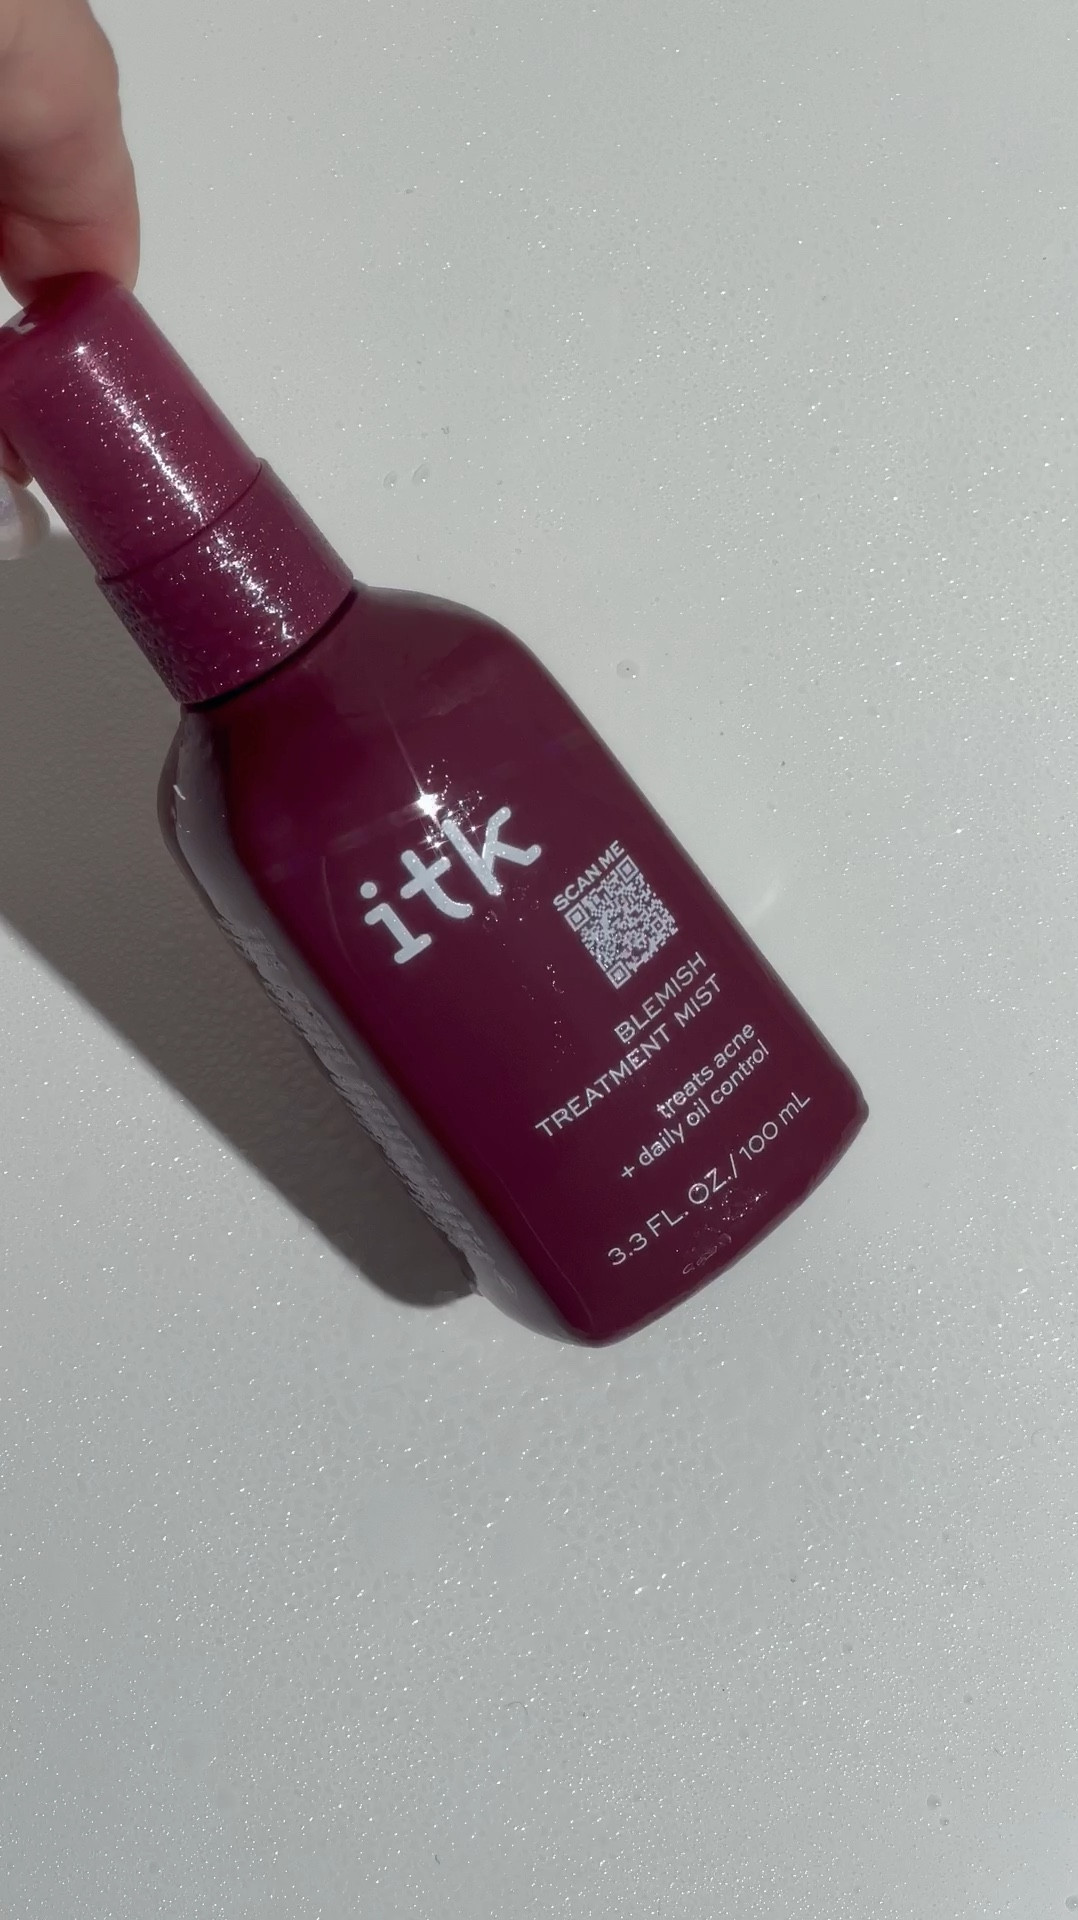 itk
SCAN ME
BLEMISH
TREATMENT MIST
treats acne
+ daily oil control
3.3 FL. OZ./100 mL